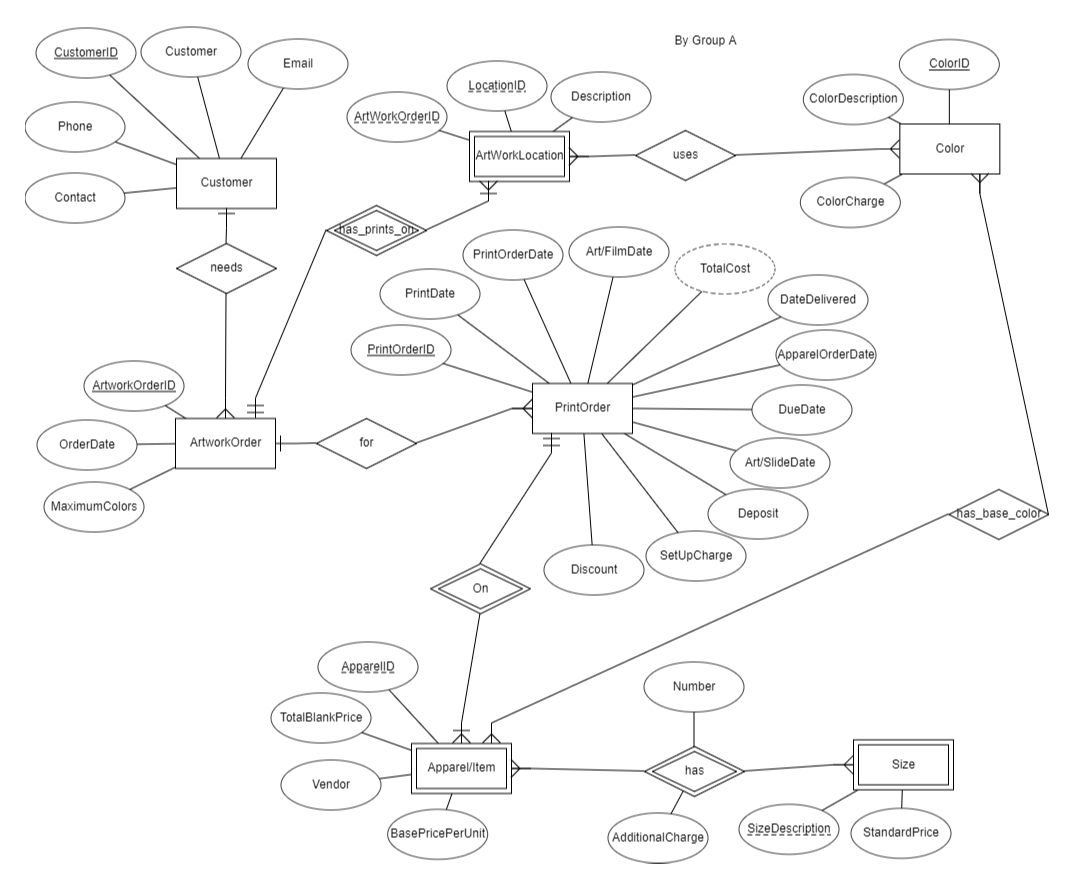 By Group A
CustomerID
Customer
Email
Phone
Contact
Customer
needs
LocationID
Description
ArtWorkOrderID
ArtWorkLocation
uses
ColorID
ColorDescription
Color
ColorCharge
has_prints_on
PrintOrderDate
Art/FilmDate
TotalCost
PrintDate
DateDelivered
PrintOrderID
ApparelOrderDate
ArtworkOrderID
PrintOrder
DueDate
OrderDate
ArtworkOrder
for
Art/SlideDate
MaximumColors
Deposit
has_base_color
SetUpCharge
Discount
On
ApparelID
Number
TotalBlankPrice
Vendor
Apparel/Item
has
Size
BasePricePerUnit
AdditionalCharge
SizeDescription
StandardPrice